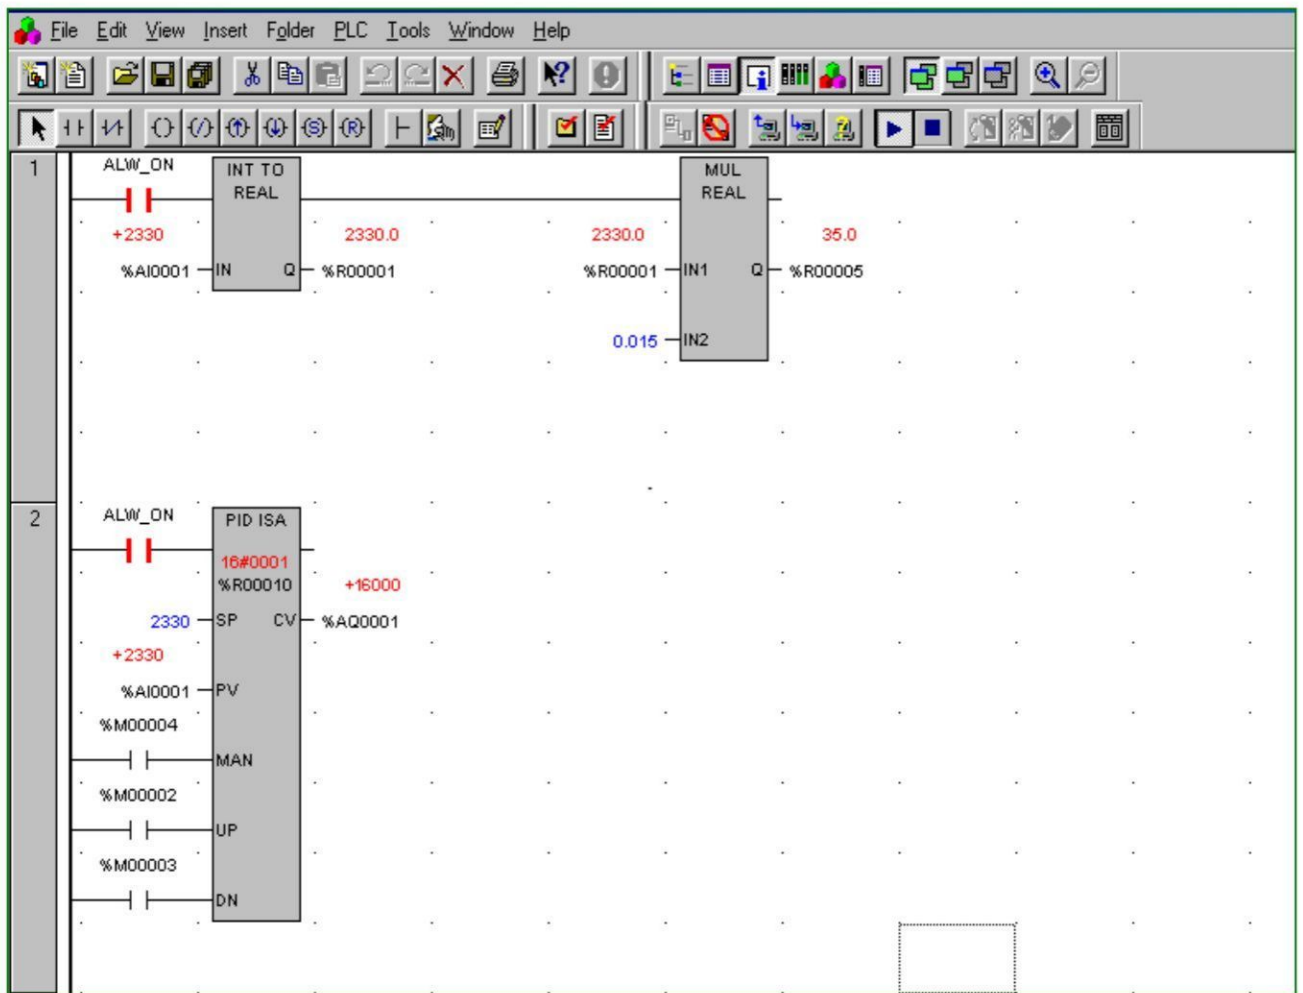 File Edit View Insert Folder PLC Tools Window Help
1
ALW_ON
INT TO
REAL
MUL
REAL
+2330
2330.0
2330.0
35.0
%AI0001 IN Q %R00001
%R00001 IN1 Q %R00005
0.015 IN2
2
ALW_ON
PID ISA
16#0001
%R00010
+16000
2330 SP CV %AQ0001
+2330
%AI0001 PV
%M00004
MAN
%M00002
UP
%M00003
DN